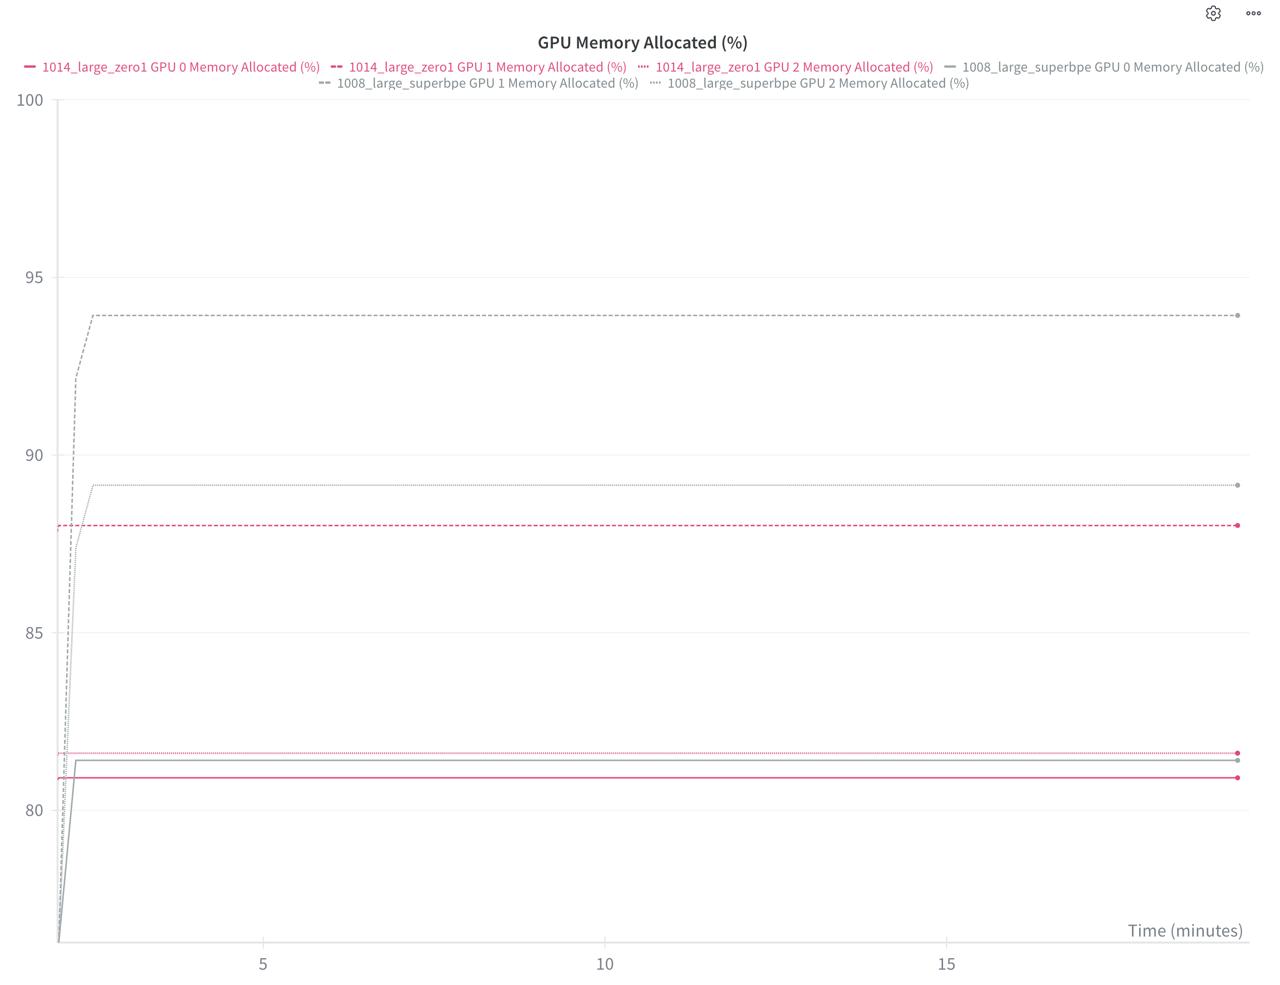 GPU Memory Allocated (%)
1014_large_zero1 GPU 0 Memory Allocated (%) 1014_large_zero1 GPU 1 Memory Allocated (%) 1014_large_zero1 GPU 2 Memory Allocated (%) 1008_large_superbpe GPU 0 Memory Allocated (%)
1008_large_superbpe GPU 1 Memory Allocated (%) 1008_large_superbpe GPU 2 Memory Allocated (%)
100
95
90
85
80
Time (minutes)
5 10 15